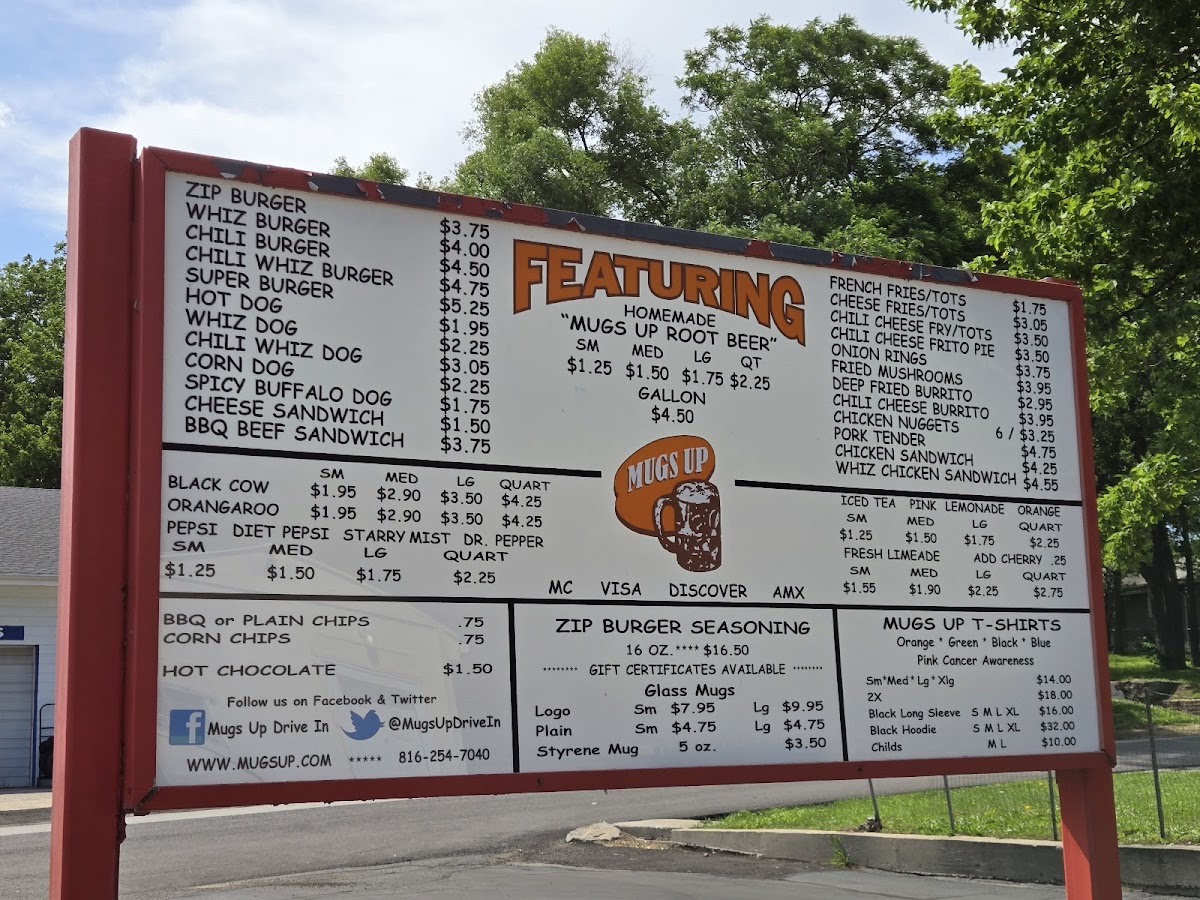 ZIP BURGER $3.75
WHIZ BURGER $4.00
CHILI BURGER $4.50
CHILI WHIZ BURGER $4.75
SUPER BURGER $5.25
HOT DOG $1.95
WHIZ DOG $2.25
CHILI WHIZ DOG $3.05
CORN DOG $2.25
SPICY BUFFALO DOG $1.75
CHEESE SANDWICH $1.50
BBQ BEEF SANDWICH $3.75
FEATURING
HOMEMADE
"MUGS UP ROOT BEER"
SM MED LG QT
$1.25 $1.50 $1.75 $2.25
GALLON
$4.50
MUGS UP
MC VISA DISCOVER AMX
FRENCH FRIES/TOTS $1.75
CHEESE FRIES/TOTS $3.05
CHILI CHEESE FRY/TOTS $3.50
CHILI CHEESE FRITO PIE $3.50
ONION RINGS $3.75
FRIED MUSHROOMS $3.95
DEEP FRIED BURRITO $2.95
CHILI CHEESE BURRITO $3.95
CHICKEN NUGGETS 6 / $3.25
PORK TENDER $4.75
CHICKEN SANDWICH $4.25
WHIZ CHICKEN SANDWICH $4.55
SM MED LG QUART
BLACK COW $1.95 $2.90 $3.50 $4.25
ORANGAROO $1.95 $2.90 $3.50 $4.25
PEPSI DIET PEPSI STARRY MIST DR. PEPPER
SM MED LG QUART
$1.25 $1.50 $1.75 $2.25
ICED TEA PINK LEMONADE ORANGE
SM MED LG QUART
$1.25 $1.50 $1.75 $2.25
FRESH LIMEADE ADD CHERRY .25
SM MED LG QUART
$1.55 $1.90 $2.25 $2.75
BBQ or PLAIN CHIPS .75
CORN CHIPS .75
HOT CHOCOLATE $1.50
Follow us on Facebook & Twitter
f Mugs Up Drive In @MugsUpDriveIn
WWW.MUGSUP.COM ***** 816-254-7040
ZIP BURGER SEASONING
16 OZ. **** $16.50
******** GIFT CERTIFICATES AVAILABLE ********
Glass Mugs
Logo Sm $7.95 Lg $9.95
Plain Sm $4.75 Lg $4.75
Styrene Mug 5 oz. $3.50
MUGS UP T-SHIRTS
Orange * Green * Black * Blue
Pink Cancer Awareness
Sm*Med * Lg * Xlg $14.00
2X $18.00
Black Long Sleeve S M L XL $16.00
Black Hoodie S M L XL $32.00
Childs M L $10.00